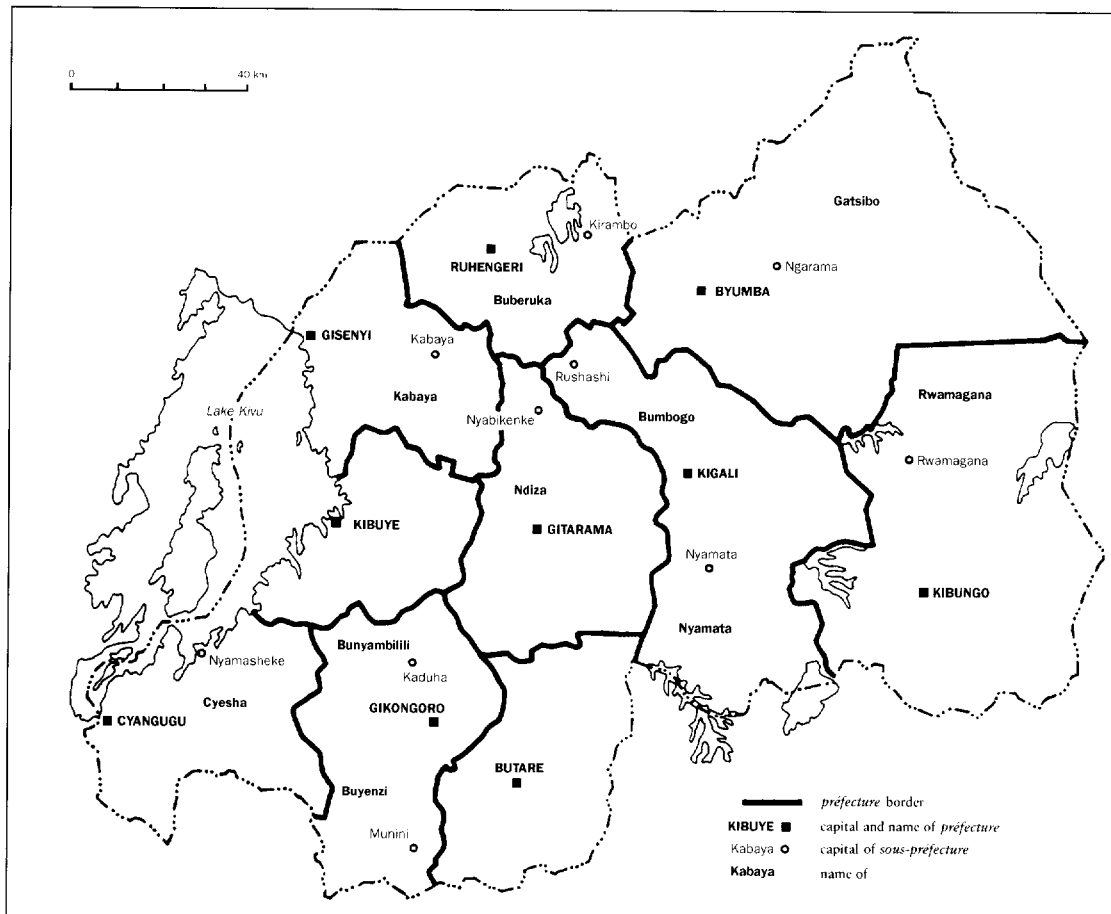 0 40 km
Gatsibo
Kirambo
RUHENGERI
Ngarama
Buberuka
BYUMBA
GISENYI
Kabaya
Rushashi
Kabaya
Rwamagana
Lake Kivu
Nyabikenke
Bumbogo
Rwamagana
KIGALI
Ndiza
KIBUYE
GITARAMA
Nyamata
KIBUNGO
Nyamata
Bunyambilili
Nyamasheke
Kaduha
Cyesha
GIKONGORO
CYANGUGU
BUTARE
Buyenzi
Munini
préfecture border
KIBUYE capital and name of préfecture
Kabaya capital of sous-préfecture
Kabaya name of